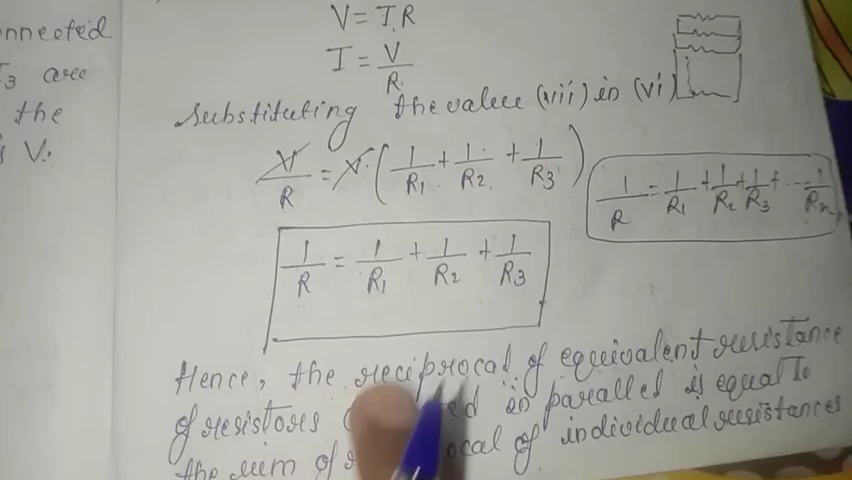 nnected
3 are
the
s V.
V = I R
I = V/R
substituting the value (vii) in (vi)
V/R = V (1/R1 + 1/R2 + 1/R3)
1/R = 1/R1 + 1/R2 + 1/R3 + ... 1/Rn
1/R = 1/R1 + 1/R2 + 1/R3
Hence, the reciprocal of equivalent resistance
of resistors in parallel is equal to
the sum of of individual resistances